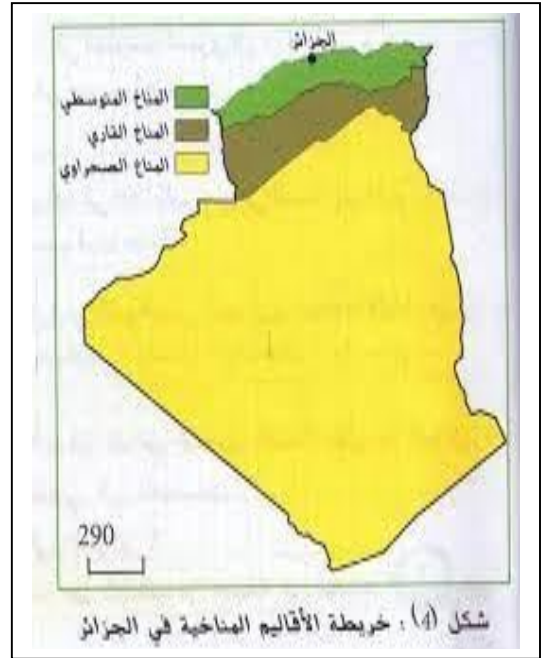 الجزائر
المناخ المتوسطي
المناخ القاري
المناخ الصحراوي
290
شكل (4) : خريطة الأقاليم المناخية في الجزائر